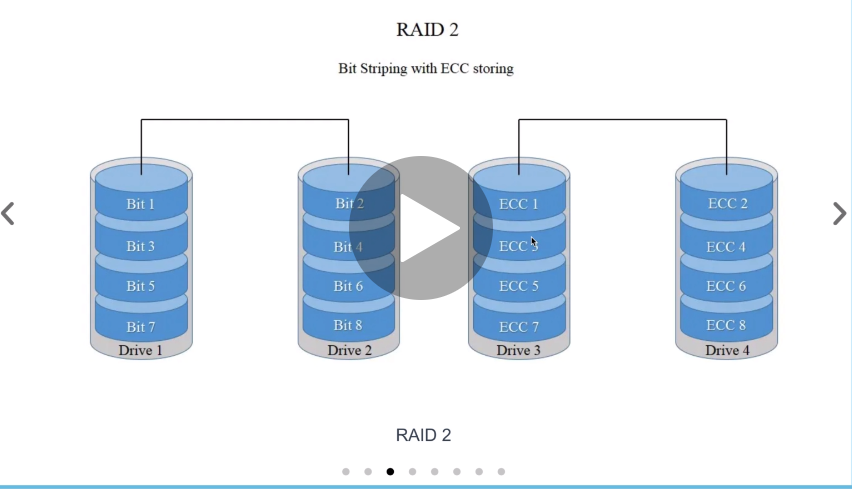 RAID 2
Bit Striping with ECC storing
Bit 1 Bit 2 ECC 1 ECC 2
Bit 3 Bit 4 ECC 3 ECC 4
Bit 5 Bit 6 ECC 5 ECC 6
Bit 7 Bit 8 ECC 7 ECC 8
Drive 1 Drive 2 Drive 3 Drive 4
RAID 2